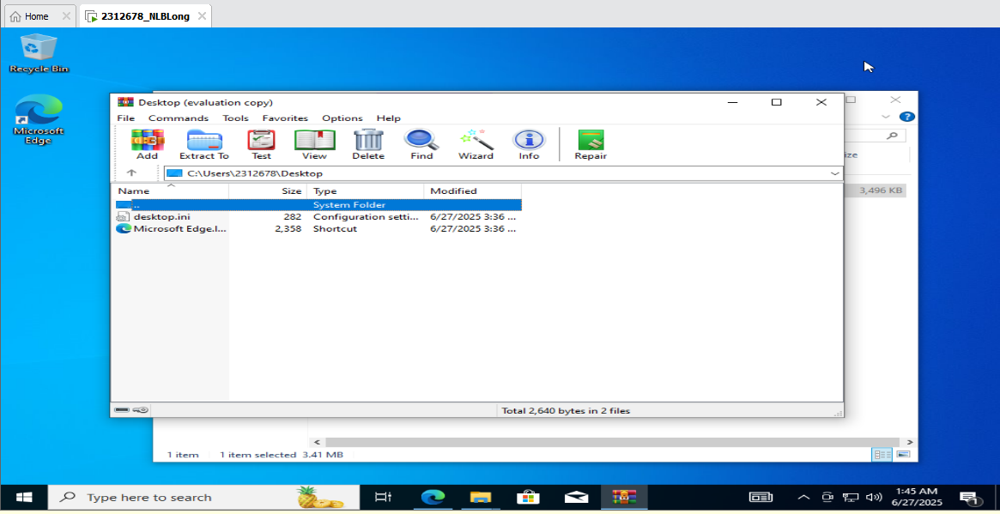 Home
2312678_NLBLong
Recycle Bin
Microsoft
Edge
Desktop (evaluation copy)
File Commands Tools Favorites Options Help
Add Extract To Test View Delete Find Wizard Info Repair
C:\Users\2312678\Desktop
Name Size Type Modified
.. System Folder
desktop.ini 282 Configuration setti... 6/27/2025 3:36 ...
Microsoft Edge.l... 2,358 Shortcut 6/27/2025 3:36 ...
3,496 KB
Total 2,640 bytes in 2 files
1 item 1 item selected 3.41 MB
Type here to search
1:45 AM
6/27/2025
1